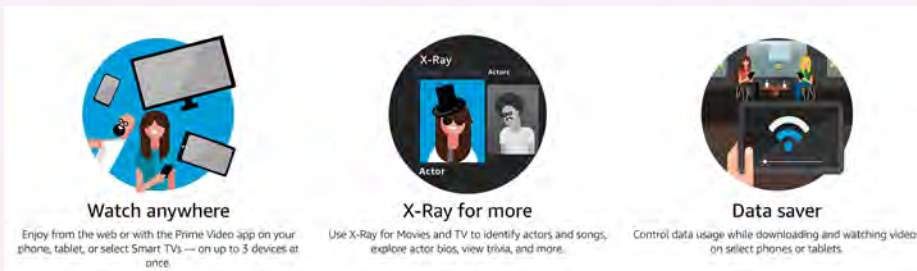 X-Ray
Actors
Actor
Watch anywhere
Enjoy from the web or with the Prime Video app on your
phone, tablet, or select Smart TVs — on up to 3 devices at
once.
X-Ray for more
Use X-Ray for Movies and TV to identify actors and songs,
explore actor bios, view trivia, and more.
Data saver
Control data usage while downloading and watching videos
on select phones or tablets.